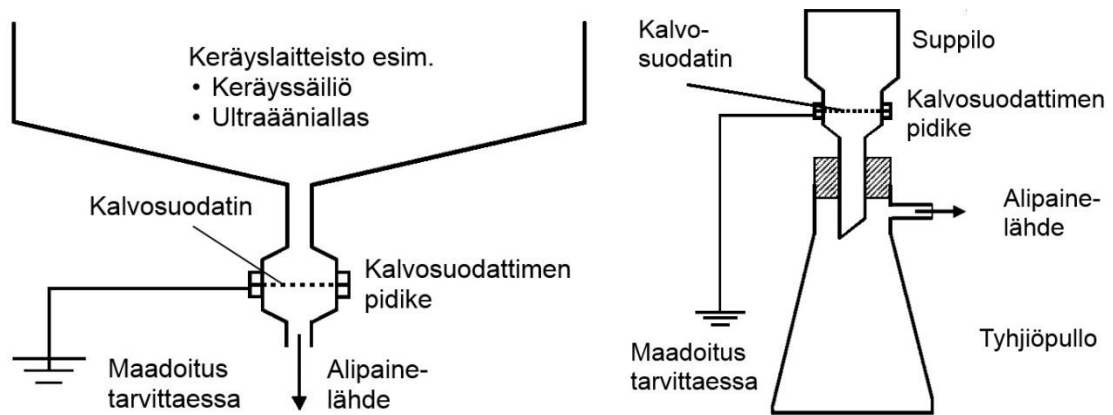 Keräyslaitteisto esim.
• Keräyssäiliö
• Ultraääniallas
Kalvosuodatin
Kalvosuodattimen
pidike
Maadoitus
tarvittaessa
Alipaine-
lähde
Kalvo-
suodatin
Suppilo
Kalvosuodattimen
pidike
Alipaine-
lähde
Maadoitus
tarvittaessa
Tyhjiöpullo